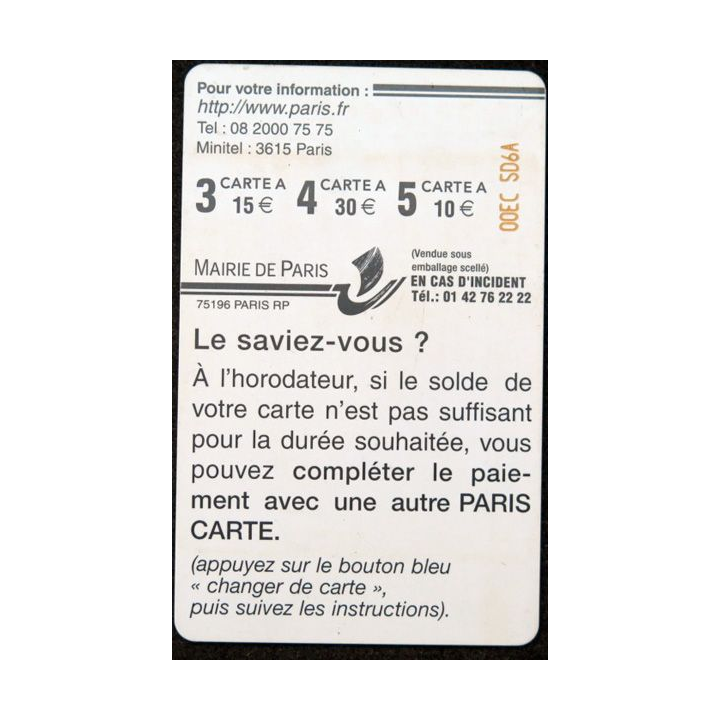 Pour votre information :
http://www.paris.fr
Tel : 08 2000 75 75
Minitel : 3615 Paris
3 CARTE A 15 € 4 CARTE A 30 € 5 CARTE A 10 €
00EC SD6A
MAIRIE DE PARIS
75196 PARIS RP
(Vendue sous
emballage scellé)
EN CAS D'INCIDENT
Tél.: 01 42 76 22 22
Le saviez-vous ?
À l'horodateur, si le solde de
votre carte n'est pas suffisant
pour la durée souhaitée, vous
pouvez compléter le paie-
ment avec une autre PARIS
CARTE.
(appuyez sur le bouton bleu
« changer de carte »,
puis suivez les instructions).